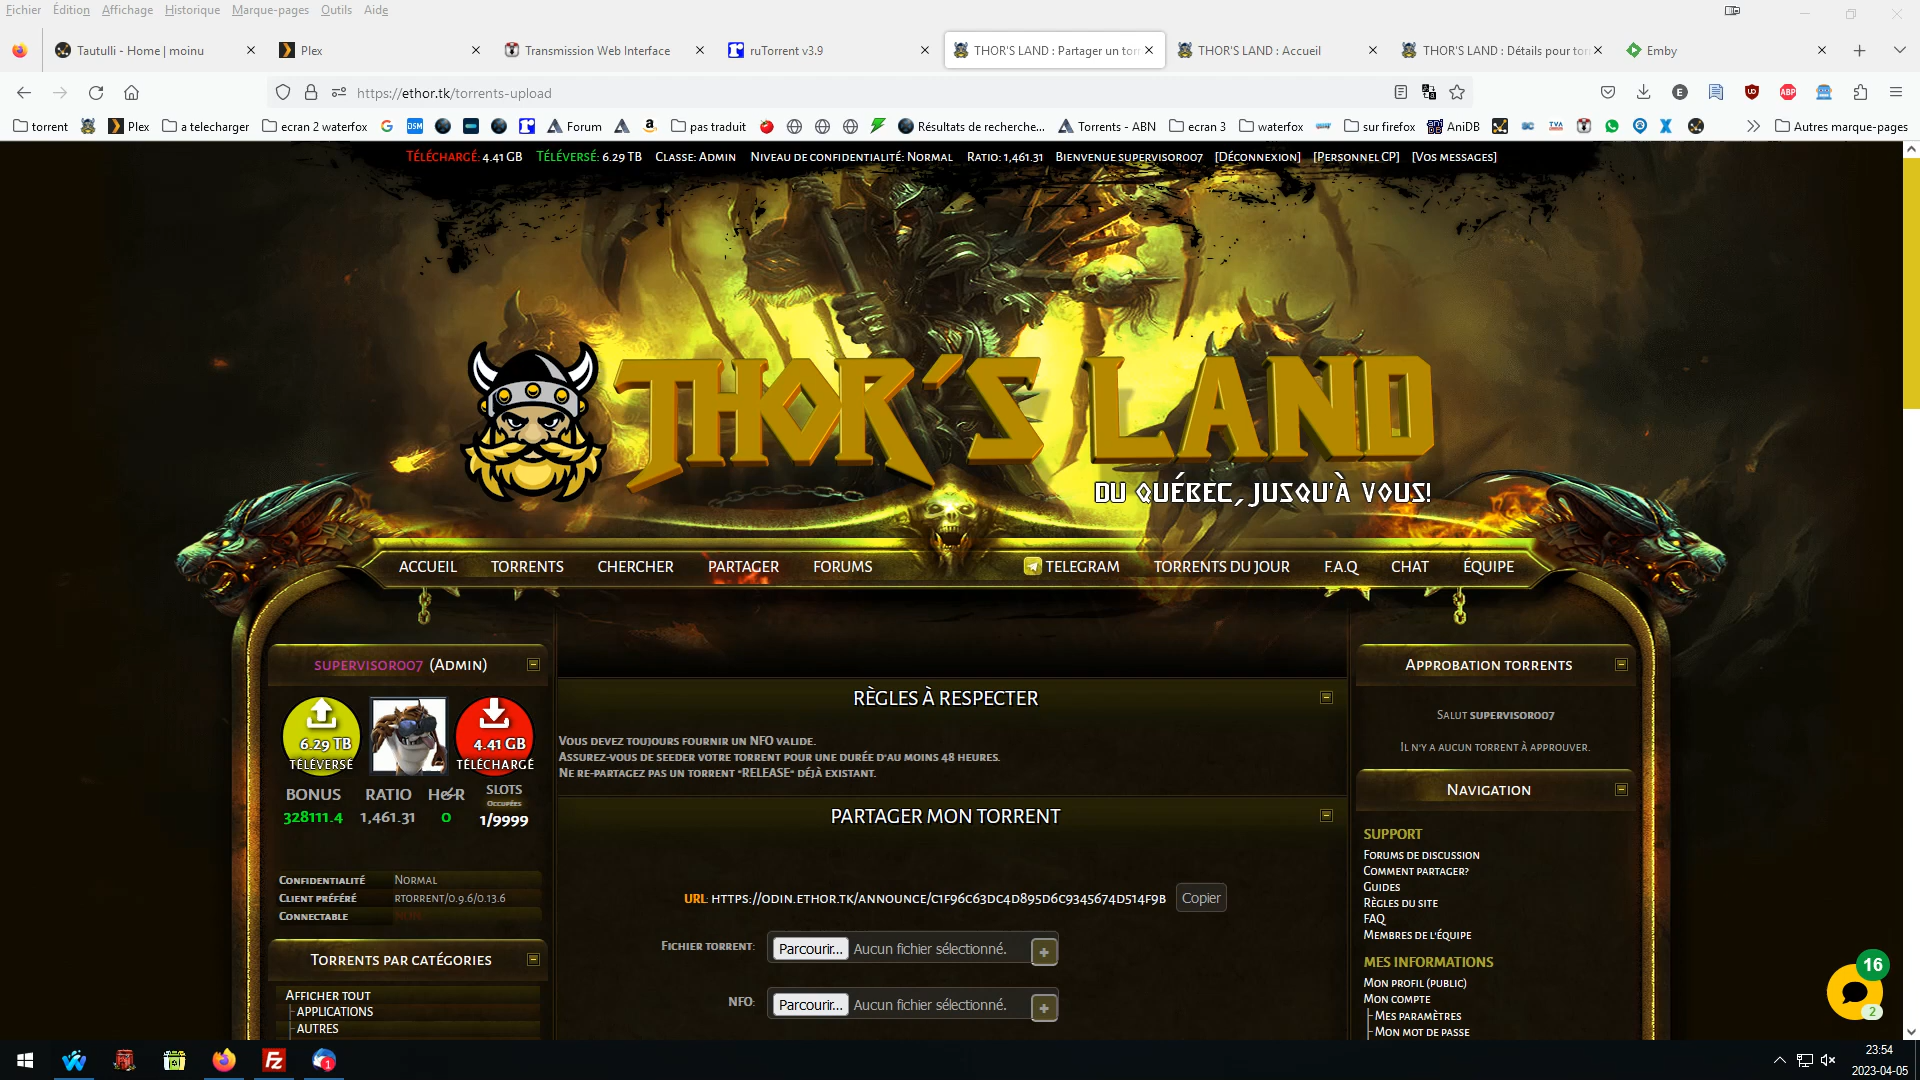 Fichier Édition Affichage Historique Marque-pages Outils Aide
Tautulli - Home | moinu
Plex
Transmission Web Interface
ruTorrent v3.9
THOR'S LAND : Partager un torr
THOR'S LAND : Accueil
THOR'S LAND : Détails pour tor
Emby
https://ethor.tk/torrents-upload
torrent
Plex
a telecharger
ecran 2 waterfox
Forum
pas traduit
Résultats de recherche...
Torrents - ABN
ecran 3
waterfox
sur firefox
AniDB
Autres marque-pages
Téléchargé: 4.41 GB Téléversé: 6.29 TB Classe: Admin Niveau de confidentialité: Normal Ratio: 1,461.31 Bienvenue supervisor007 [Déconnexion] [Personnel CP] [Vos messages]
THOR'S LAND
DU QUÉBEC, JUSQU'À VOUS!
ACCUEIL TORRENTS CHERCHER PARTAGER FORUMS TELEGRAM TORRENTS DU JOUR F.A.Q CHAT ÉQUIPE
supervisor007 (Admin)
6.29 TB
TÉLÉVERSÉ
4.41 GB
TÉLÉCHARGÉ
BONUS RATIO H&R SLOTS
Occupées
328111.4 1,461.31 0 1/9999
Confidentialité Normal
Client préféré rtorrent/0.9.6/0.13.6
Connectable NON
Torrents par catégories
Afficher tout
APPLICATIONS
AUTRES
RÈGLES À RESPECTER
Vous devez toujours fournir un NFO valide.
Assurez-vous de seeder votre torrent pour une durée d'au moins 48 heures.
Ne re-partagez pas un torrent "RELEASE" déjà existant.
PARTAGER MON TORRENT
URL: https://odin.ethor.tk/announce/c1f96c63dc4d895d6c9345674d514f9b Copier
Fichier torrent: Parcourir... Aucun fichier sélectionné. +
NFO: Parcourir... Aucun fichier sélectionné. +
Approbation torrents
Salut supervisor007
Il n'y a aucun torrent à approuver.
Navigation
SUPPORT
Forums de discussion
Comment partager?
Guides
Règles du site
FAQ
Membres de l'équipe
MES INFORMATIONS
Mon profil (public)
Mon compte
Mes paramètres
Mon mot de passe
16
2
23:54
2023-04-05